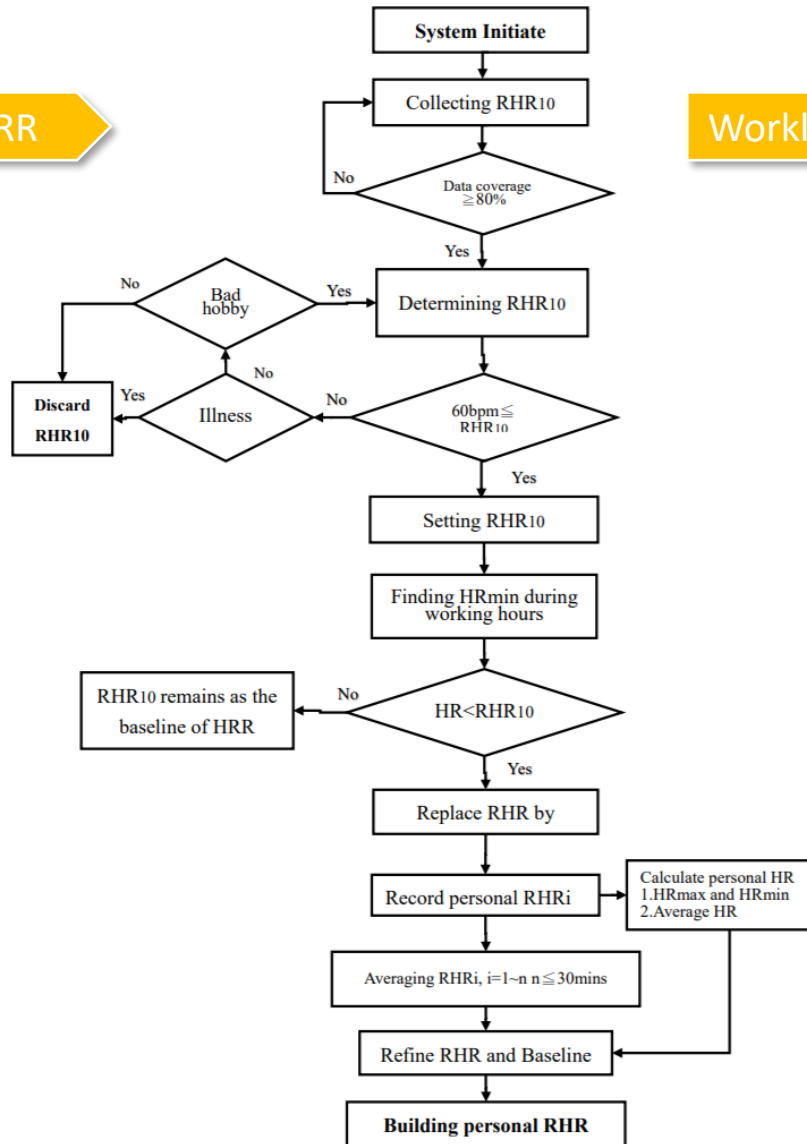 System Initiate
RR
Collecting RHR10
Workl
No
Data coverage
≧80%
Yes
No
Bad
hobby
Yes
Determining RHR10
Discard
RHR10
Yes
Illness
No
No
60bpm≦
RHR10
Yes
Setting RHR10
Finding HRmin during
working hours
RHR10 remains as the
baseline of HRR
No
HR<RHR10
Yes
Replace RHR by
Record personal RHRi
Calculate personal HR
1.HRmax and HRmin
2.Average HR
Averaging RHRi, i=1~n n≦30mins
Refine RHR and Baseline
Building personal RHR